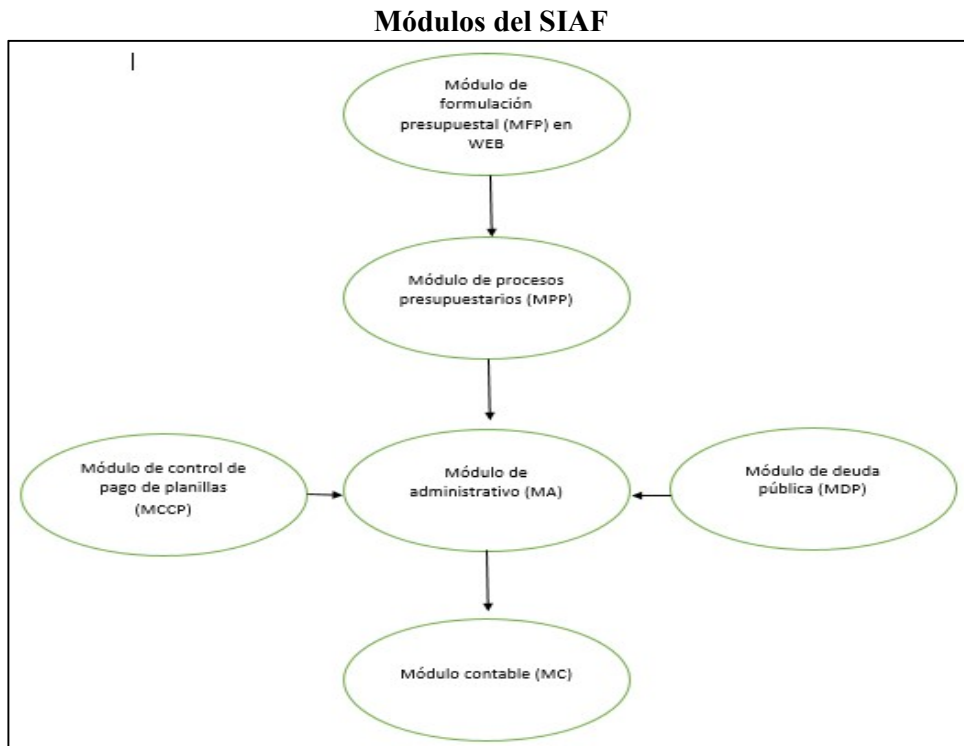 Módulos del SIAF
Módulo de
formulación
presupuestal (MFP) en
WEB
Módulo de procesos
presupuestarios (MPP)
Módulo de control de
pago de planillas
(MCCP)
Módulo de
administrativo (MA)
Módulo de deuda
pública (MDP)
Módulo contable (MC)